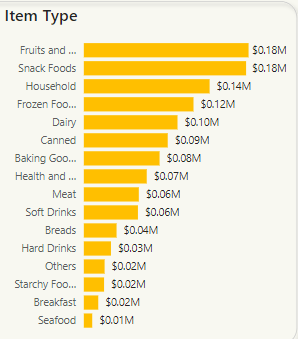 Item Type
Fruits and ... $0.18M
Snack Foods $0.18M
Household $0.14M
Frozen Foo... $0.12M
Dairy $0.10M
Canned $0.09M
Baking Goo... $0.08M
Health and ... $0.07M
Meat $0.06M
Soft Drinks $0.06M
Breads $0.04M
Hard Drinks $0.03M
Others $0.02M
Starchy Foo... $0.02M
Breakfast $0.02M
Seafood $0.01M